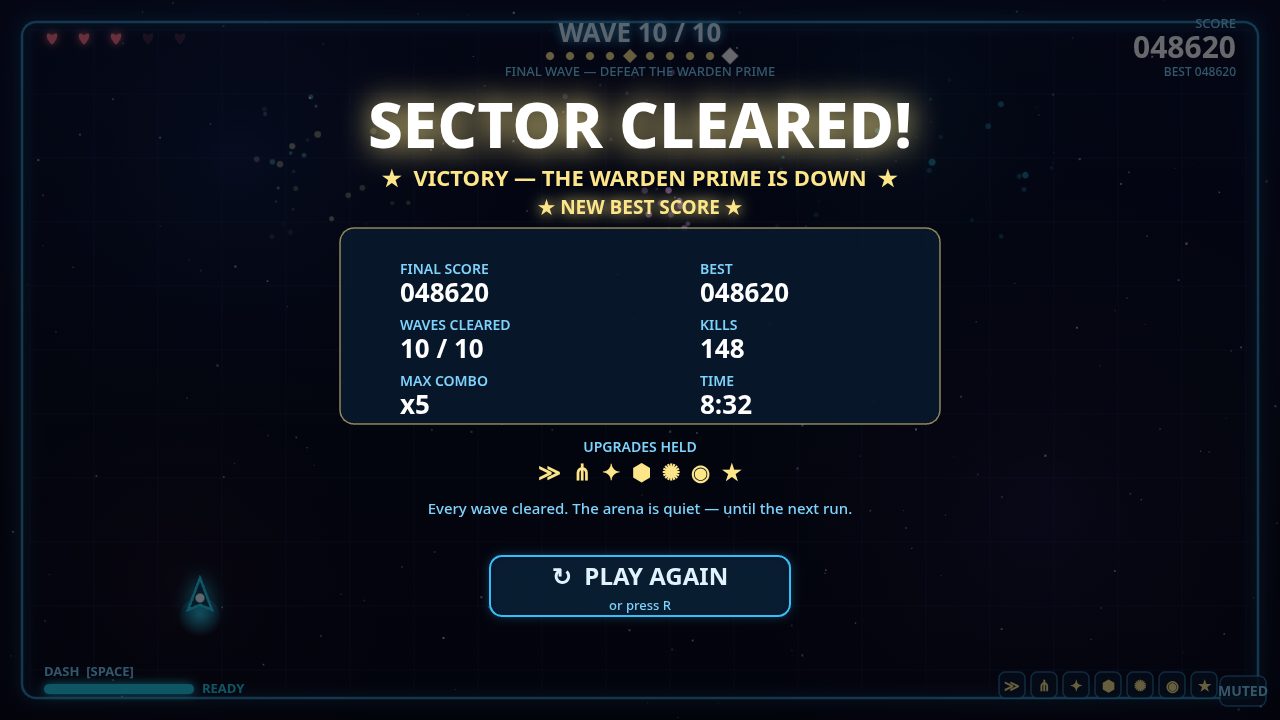 WAVE 10 / 10
FINAL WAVE — DEFEAT THE WARDEN PRIME
SCORE
048620
BEST 048620
SECTOR CLEARED!
★ VICTORY — THE WARDEN PRIME IS DOWN ★
★ NEW BEST SCORE ★
FINAL SCORE
048620
BEST
048620
WAVES CLEARED
10 / 10
KILLS
148
MAX COMBO
x5
TIME
8:32
UPGRADES HELD
Every wave cleared. The arena is quiet — until the next run.
↻ PLAY AGAIN
or press R
DASH [SPACE]
READY
MUTED